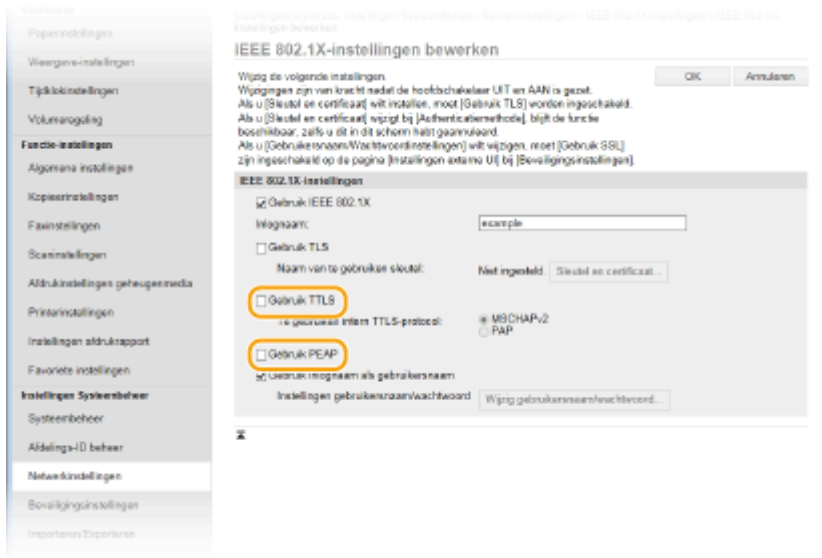 Papierinstellingen
Weergave-instellingen
Tijdklokinstellingen
Volumeregeling
Functie-instellingen
Algemene instellingen
Kopieerinstellingen
Faxinstellingen
Scaninstellingen
Afdrukinstellingen geheugenmedia
Printerinstellingen
Instellingen afdrukrapport
Favoriete instellingen
Instellingen Systeembeheer
Systeembeheer
Afdelings-ID beheer
Netwerkinstellingen
Beveiligingsinstellingen
Importeren/Exporteren
IEEE 802.1X-instellingen bewerken
Wijzig de volgende instellingen.
OK Annuleren
Wijzigingen zijn van kracht nadat de hoofdschakelaar UIT en AAN is gezet.
Als u [Sleutel en certificaat] wilt instellen, moet [Gebruik TLS] worden ingeschakeld.
Als u [Sleutel en certificaat] wijzigt bij [Authenticatiemethode], blijft de functie
beschikbaar, zelfs u dit in dit scherm hebt geannuleerd.
Als u [Gebruikersnaam/Wachtwoordinstellingen] wilt wijzigen, moet [Gebruik SSL]
zijn ingeschakeld op de pagina [Instellingen externe UI] bij [Beveiligingsinstellingen].
IEEE 802.1X-instellingen
Gebruik IEEE 802.1X
Inlognaam: example
Gebruik TLS
Naam van te gebruiken sleutel: Niet ingesteld. Sleutel en certificaat...
Gebruik TTLS
Te gebruiken intern TTLS-protocol: MSCHAPv2
PAP
Gebruik PEAP
Gebruik inlognaam als gebruikersnaam
Instellingen gebruikersnaam/wachtwoord Wijzig gebruikersnaam/wachtwoord...